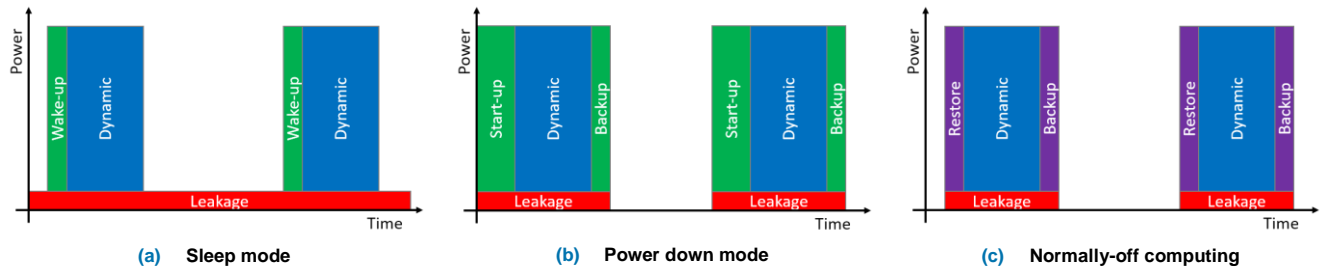 Power
Wake-up
Dynamic
Wake-up
Dynamic
Leakage
Time
(a) Sleep mode
Power
Start-up
Dynamic
Backup
Start-up
Dynamic
Backup
Leakage
Leakage
Time
(b) Power down mode
Power
Restore
Dynamic
Backup
Restore
Dynamic
Backup
Leakage
Leakage
Time
(c) Normally-off computing